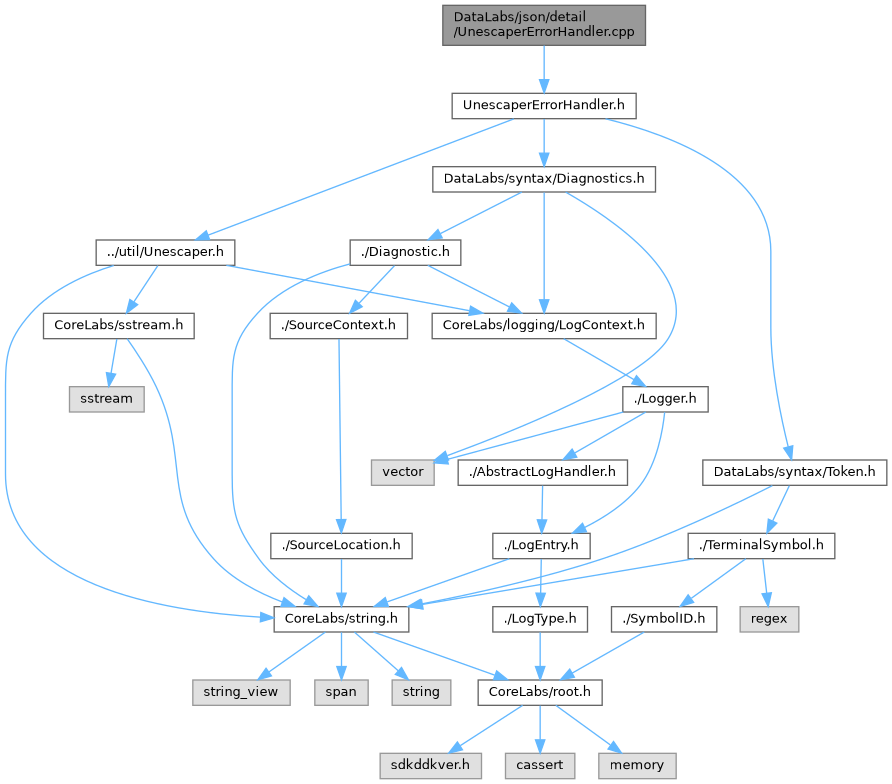 DataLabs/json/detail
/UnescaperErrorHandler.cpp
UnescaperErrorHandler.h
DataLabs/syntax/Diagnostics.h
../util/Unescaper.h
./Diagnostic.h
CoreLabs/sstream.h
./SourceContext.h
CoreLabs/logging/LogContext.h
sstream
./Logger.h
vector
./AbstractLogHandler.h
DataLabs/syntax/Token.h
./SourceLocation.h
./LogEntry.h
./TerminalSymbol.h
CoreLabs/string.h
./LogType.h
./SymbolID.h
regex
string_view
span
string
CoreLabs/root.h
sdkddkver.h
cassert
memory